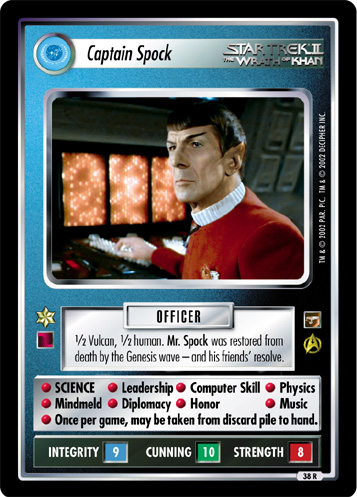 Captain Spock
STAR TREK II
THE WRATH OF KHAN
TM & © 2002 PAR. PIC. TM & © 2002 DECIPHER INC.
OFFICER
½ Vulcan, ½ human. Mr. Spock was restored from
death by the Genesis wave – and his friends' resolve.
SCIENCE Leadership Computer Skill Physics
Mindmeld Diplomacy Honor Music
Once per game, may be taken from discard pile to hand.
INTEGRITY 9 CUNNING 10 STRENGTH 8
38 R